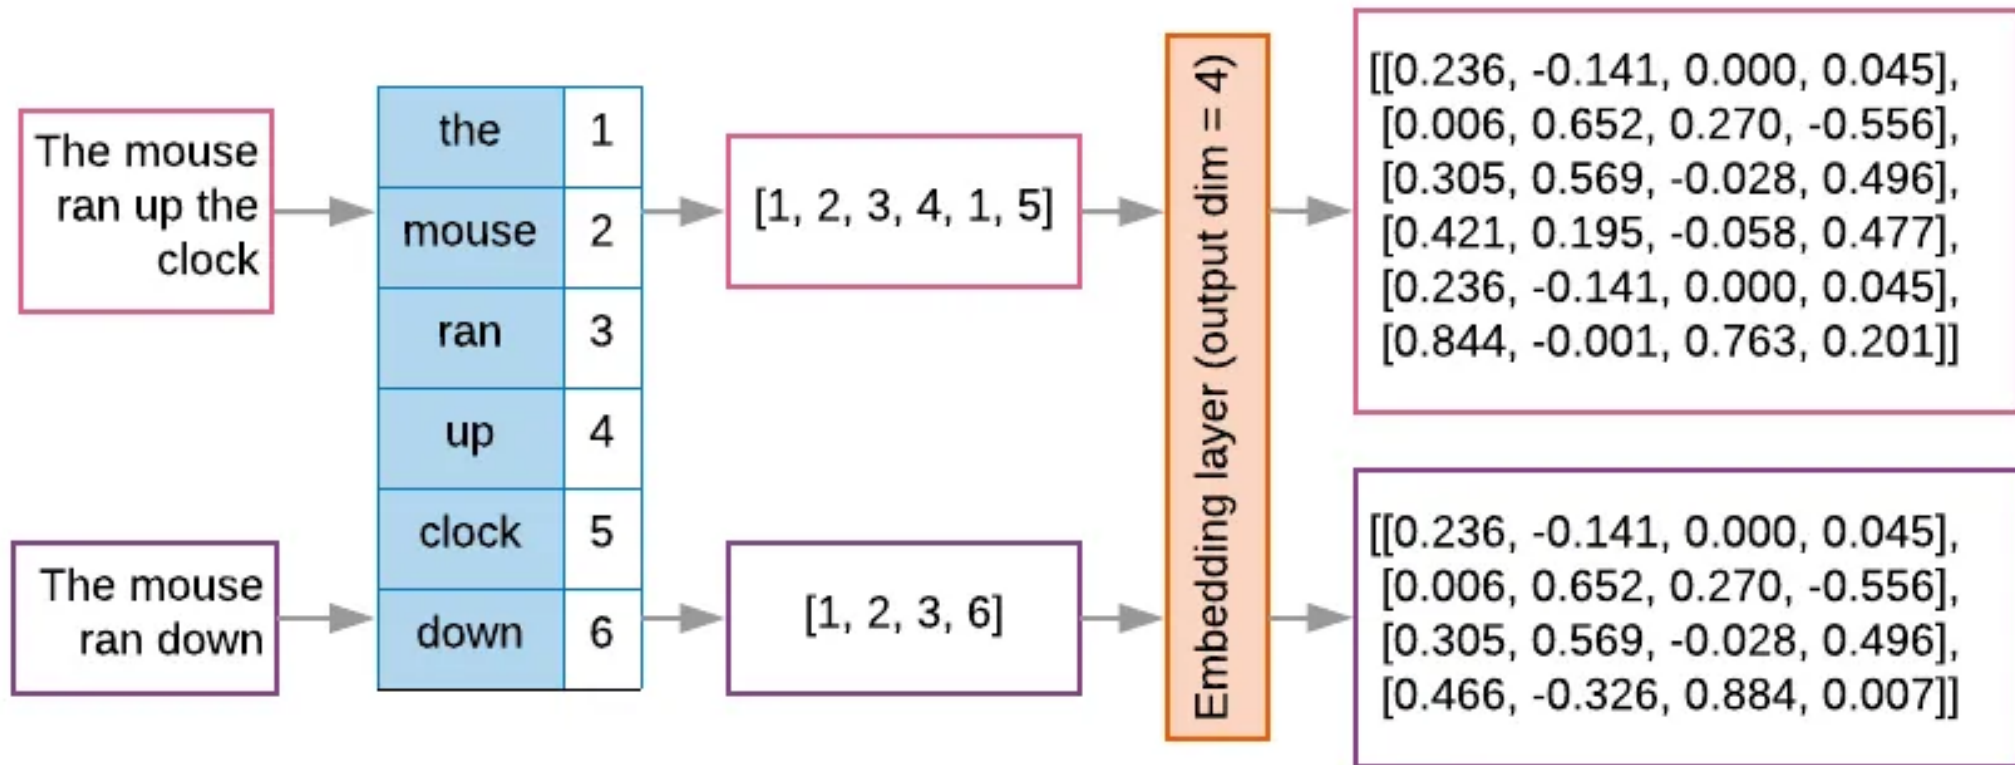 The mouse
ran up the
clock
the 1
mouse 2
ran 3
up 4
clock 5
down 6
[1, 2, 3, 4, 1, 5]
Embedding layer (output dim = 4)
[[0.236, -0.141, 0.000, 0.045],
[0.006, 0.652, 0.270, -0.556],
[0.305, 0.569, -0.028, 0.496],
[0.421, 0.195, -0.058, 0.477],
[0.236, -0.141, 0.000, 0.045],
[0.844, -0.001, 0.763, 0.201]]
The mouse
ran down
[1, 2, 3, 6]
[[0.236, -0.141, 0.000, 0.045],
[0.006, 0.652, 0.270, -0.556],
[0.305, 0.569, -0.028, 0.496],
[0.466, -0.326, 0.884, 0.007]]